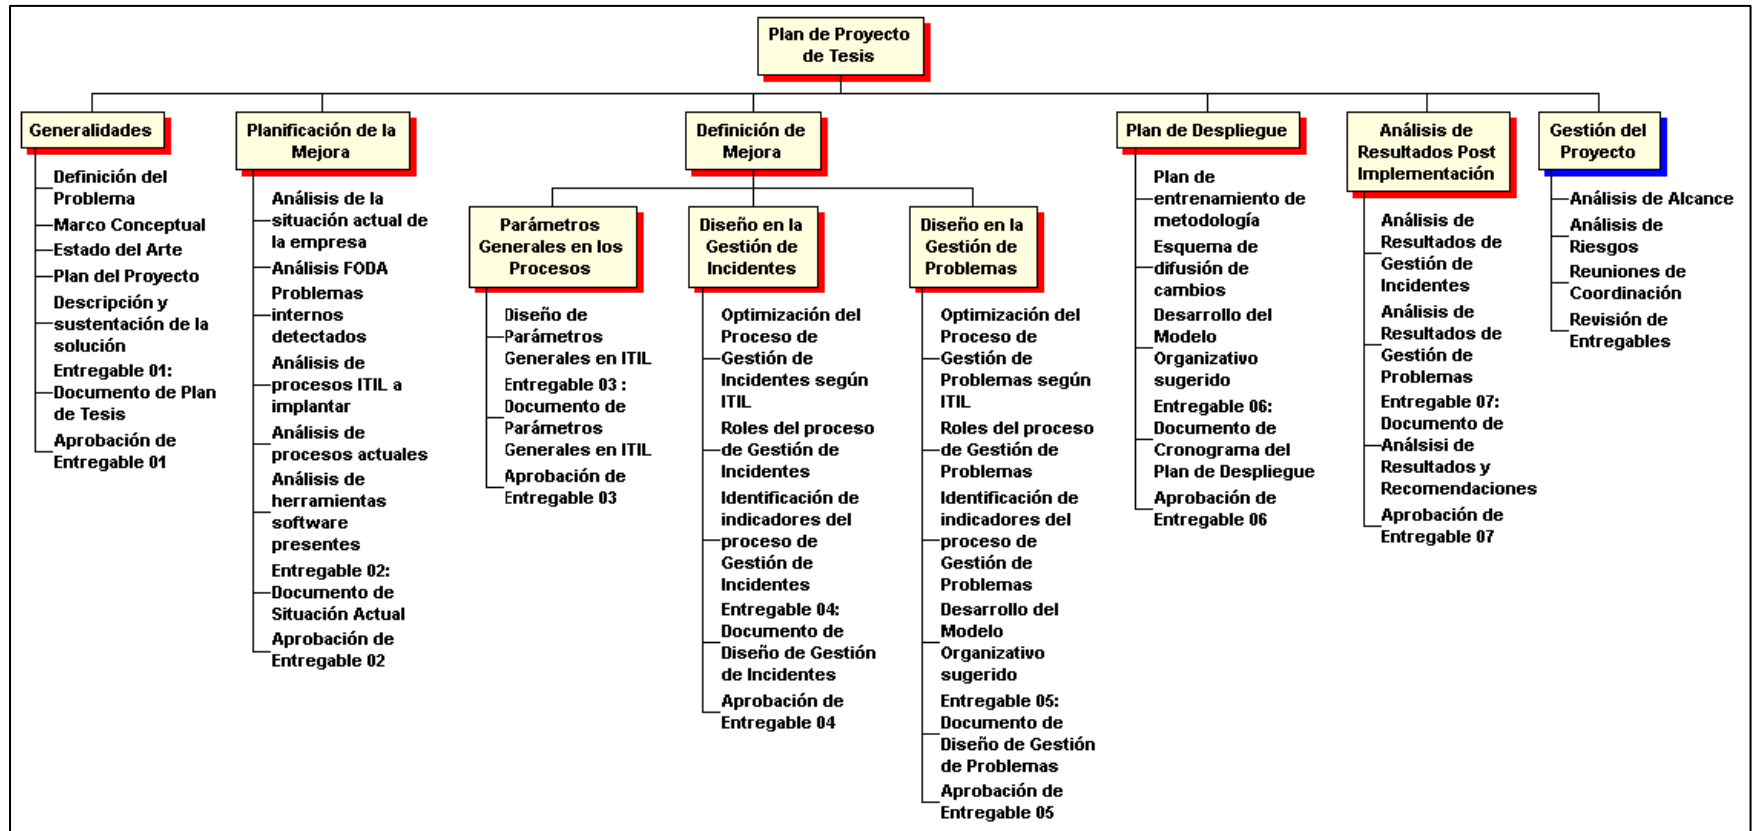 Plan de Proyecto
de Tesis
Generalidades
Definición del
Problema
Marco Conceptual
Estado del Arte
Plan del Proyecto
Descripción y
sustentación de la
solución
Entregable 01:
Documento de Plan
de Tesis
Aprobación de
Entregable 01
Planificación de la
Mejora
Análisis de la
situación actual de
la empresa
Análisis FODA
Problemas
internos
detectados
Análisis de
procesos ITIL a
implantar
Análisis de
procesos actuales
Análisis de
herramientas
software
presentes
Entregable 02:
Documento de
Situación Actual
Aprobación de
Entregable 02
Definición de
Mejora
Parámetros
Generales en los
Procesos
Diseño de
Parámetros
Generales en ITIL
Entregable 03 :
Documento de
Parámetros
Generales en ITIL
Aprobación de
Entregable 03
Diseño en la
Gestión de
Incidentes
Optimización del
Proceso de
Gestión de
Incidentes según
ITIL
Roles del proceso
de Gestión de
Incidentes
Identificación de
indicadores del
proceso de
Gestión de
Incidentes
Entregable 04:
Documento de
Diseño de Gestión
de Incidentes
Aprobación de
Entregable 04
Diseño en la
Gestión de
Problemas
Optimización del
Proceso de
Gestión de
Problemas según
ITIL
Roles del proceso
de Gestión de
Problemas
Identificación de
indicadores del
proceso de
Gestión de
Problemas
Desarrollo del
Modelo
Organizativo
sugerido
Entregable 05:
Documento de
Diseño de Gestión
de Problemas
Aprobación de
Entregable 05
Plan de Despliegue
Plan de
entrenamiento de
metodología
Esquema de
difusión de
cambios
Desarrollo del
Modelo
Organizativo
sugerido
Entregable 06:
Documento de
Cronograma del
Plan de Despliegue
Aprobación de
Entregable 06
Análisis de
Resultados Post
Implementación
Análisis de
Resultados de
Gestión de
Incidentes
Análisis de
Resultados de
Gestión de
Problemas
Entregable 07:
Documento de
Análsisi de
Resultados y
Recomendaciones
Aprobación de
Entregable 07
Gestión del
Proyecto
Análisis de Alcance
Análisis de
Riesgos
Reuniones de
Coordinación
Revisión de
Entregables